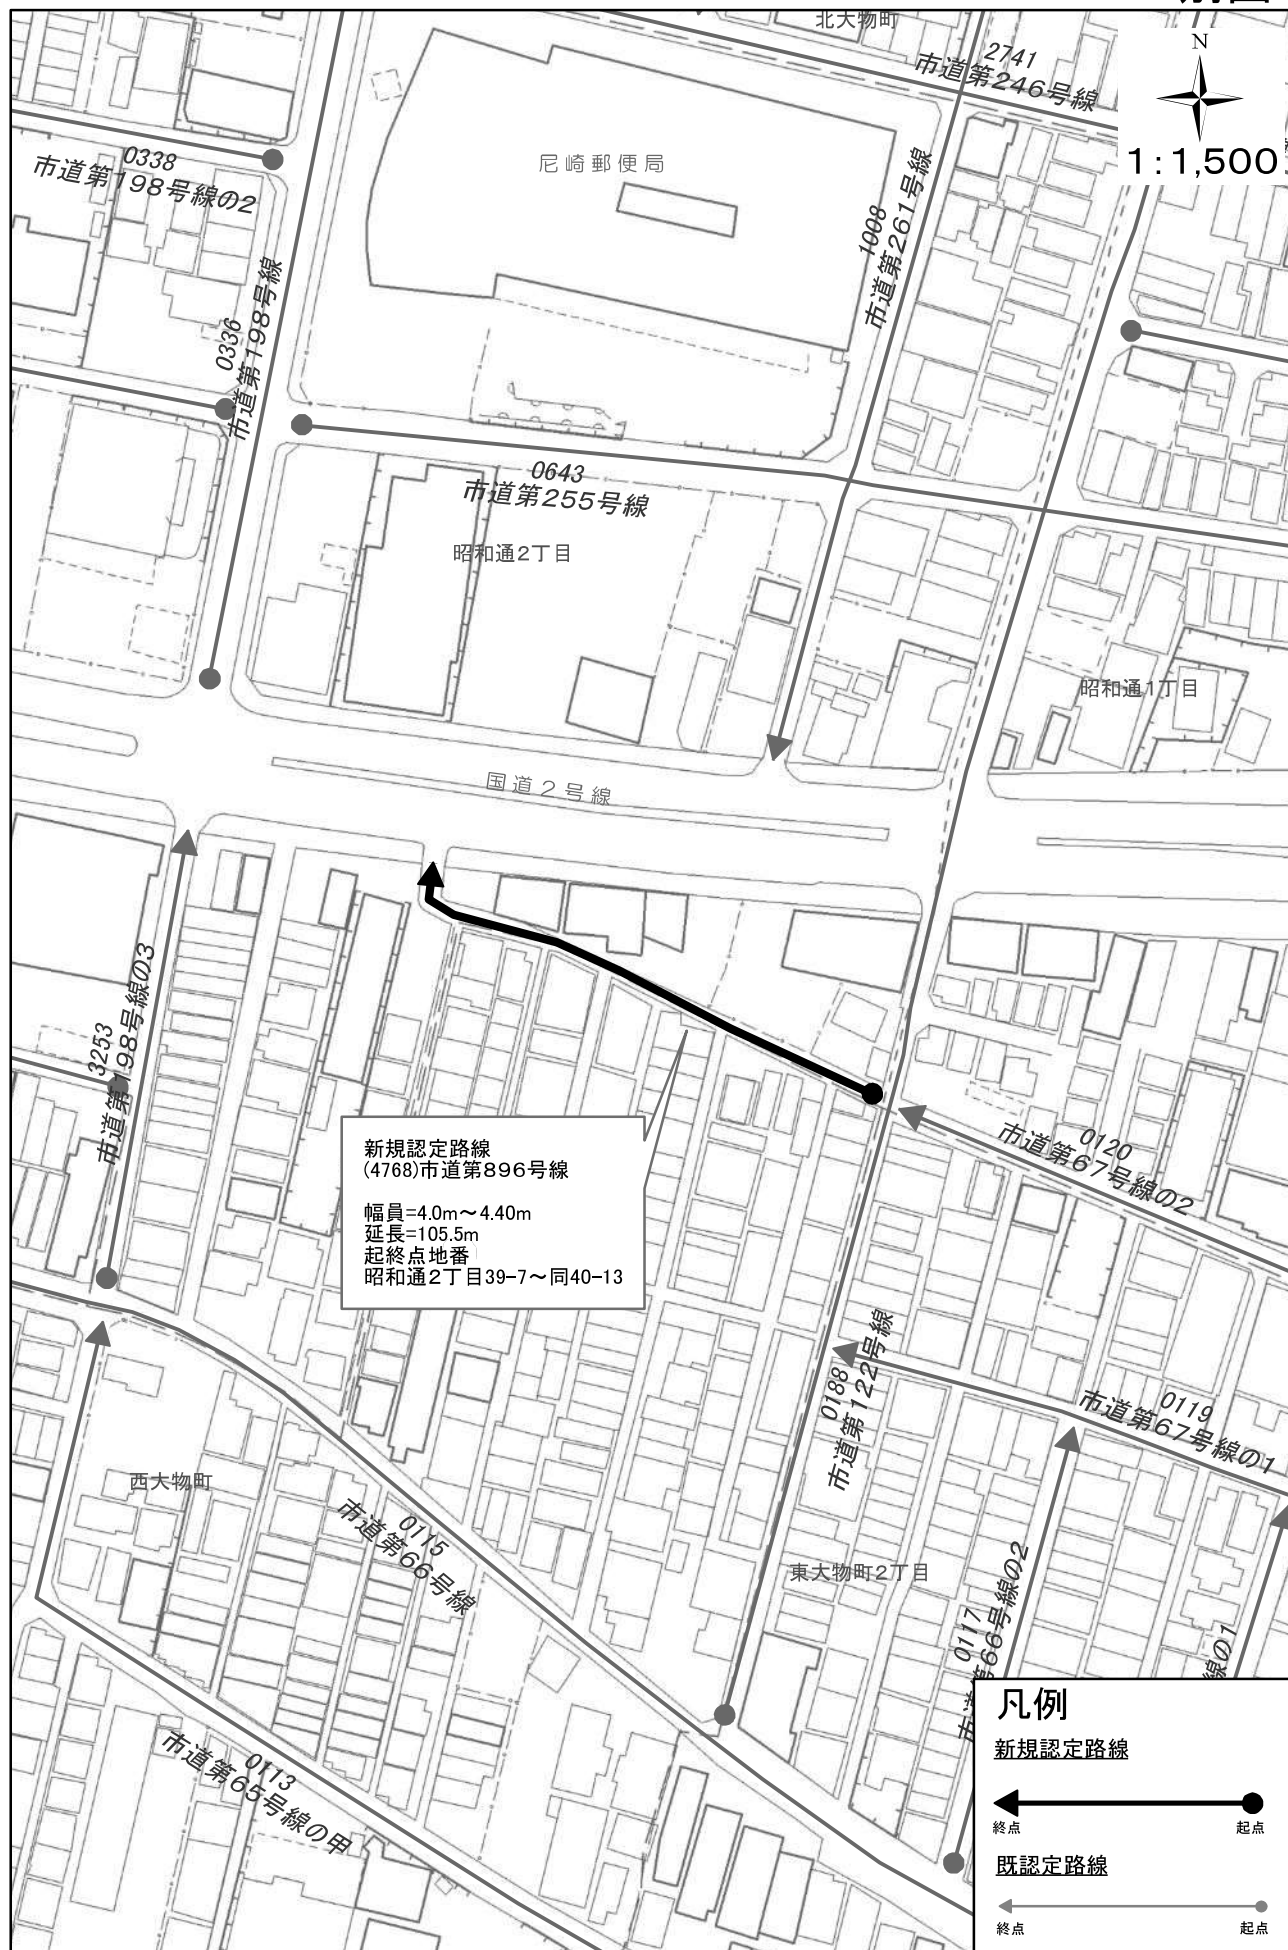 北大物町
N
1:1,500
2741
市道第246号線
尼崎郵便局
0338
市道第198号線の2
1008
市道第261号線
0336
市道第198号線
0643
市道第255号線
昭和通2丁目
昭和通1丁目
国道2号線
3253
市道第198号線の3
新規認定路線
(4768)市道第896号線
幅員=4.0m～4.40m
延長=105.5m
起終点地番
昭和通2丁目39-7～同40-13
0120
市道第67号線の2
0188
市道第122号線
0119
市道第67号線の1
西大物町
0115
市道第66号線
東大物町2丁目
0117
市道第66号線の2
線の1
0113
市道第65号線の甲
凡例
新規認定路線
終点
起点
既認定路線
終点
起点